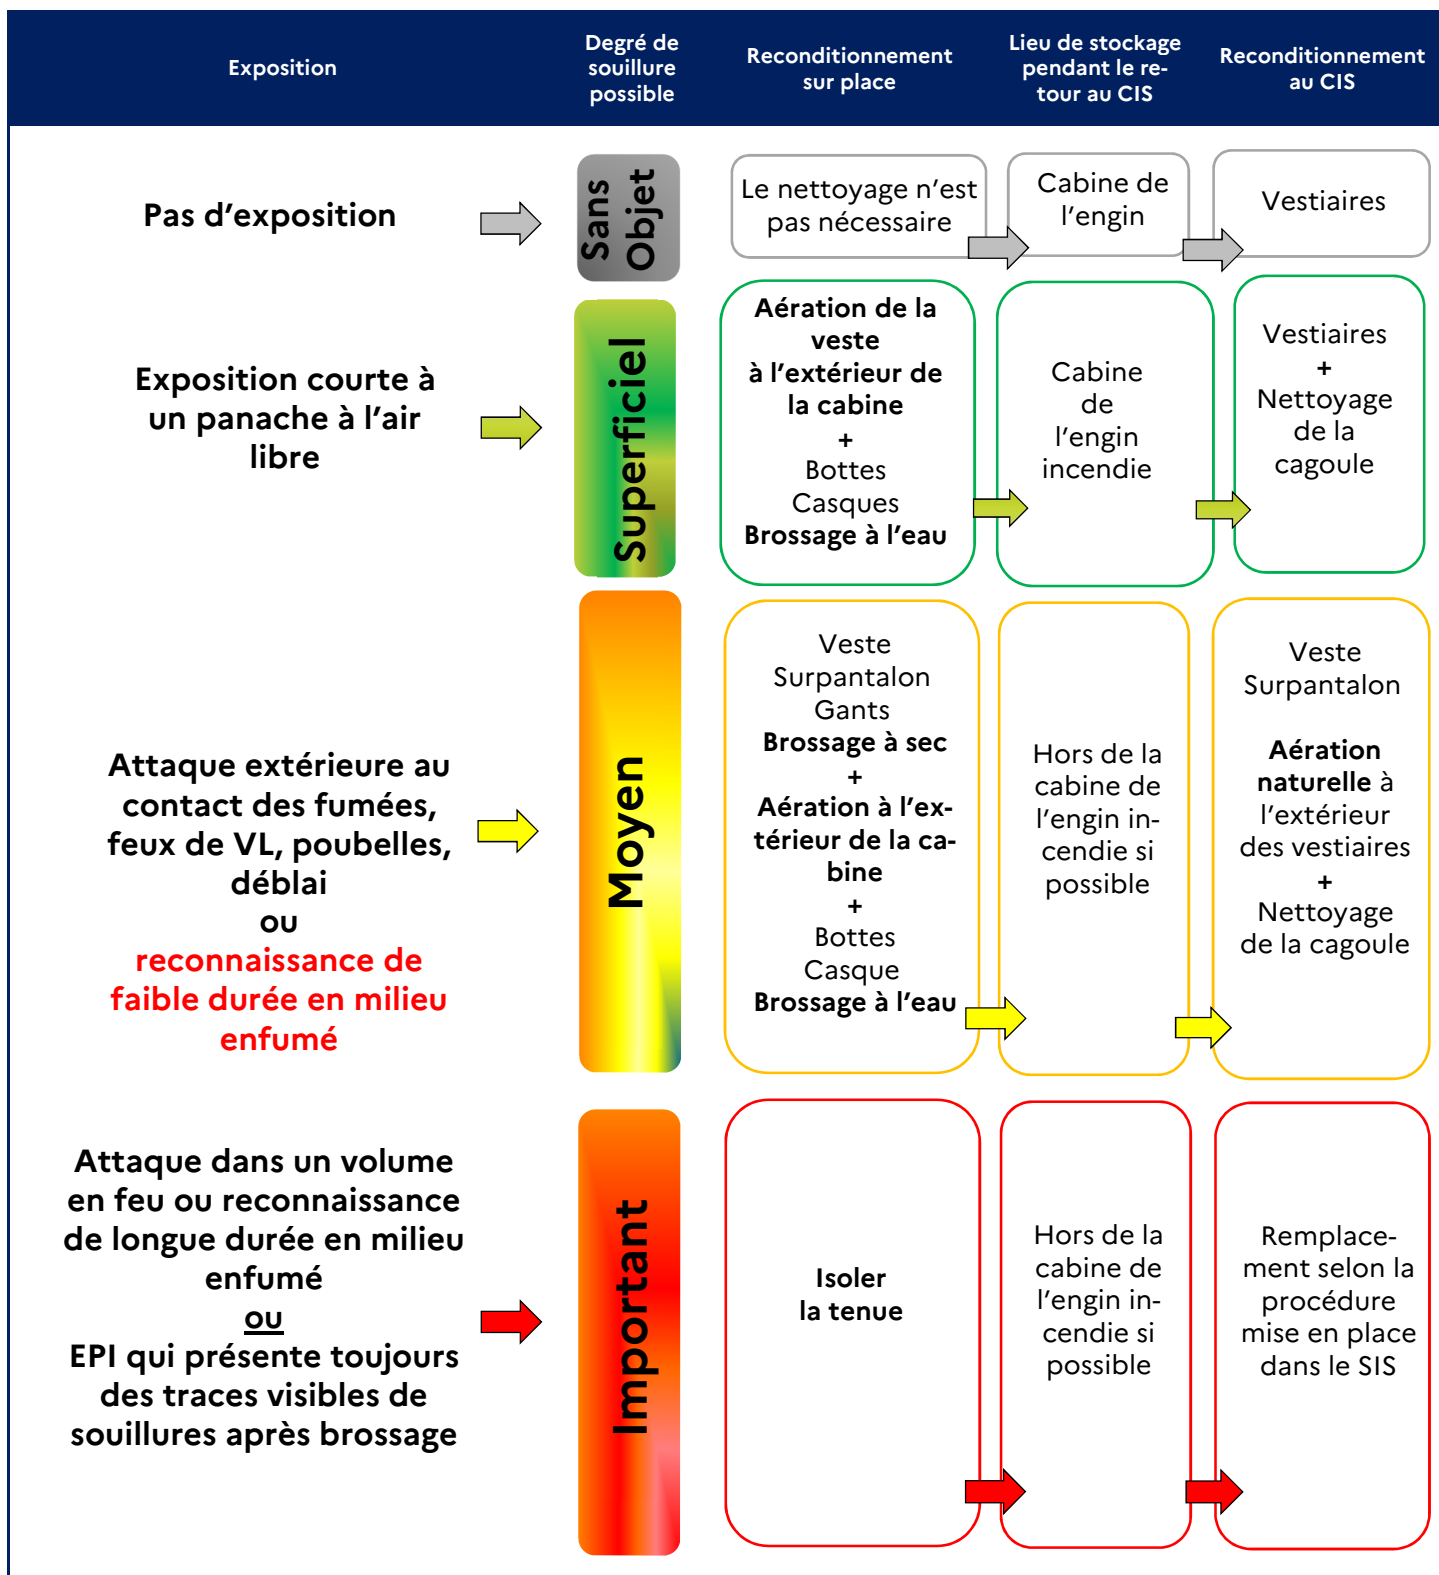 Exposition
Degré de
souillure
possible
Reconditionnement
sur place
Lieu de stockage
pendant le re-
tour au CIS
Reconditionnement
au CIS
Pas d'exposition
Sans
Objet
Le nettoyage n'est
pas nécessaire
Cabine de
l'engin
Vestiaires
Exposition courte à
un panache à l'air
libre
Superficiel
Aération de la
veste
à l'extérieur de
la cabine
+
Bottes
Casques
Brossage à l'eau
Cabine
de
l'engin
incendie
Vestiaires
+
Nettoyage
de la
cagoule
Attaque extérieure au
contact des fumées,
feux de VL, poubelles,
déblai
ou
reconnaissance de
faible durée en milieu
enfumé
Moyen
Veste
Surpantalon
Gants
Brossage à sec
+
Aération à l'ex-
térieur de la ca-
bine
+
Bottes
Casque
Brossage à l'eau
Hors de la
cabine de
l'engin in-
cendie si
possible
Veste
Surpantalon
Aération
naturelle à
l'extérieur
des vestiaires
+
Nettoyage
de la cagoule
Attaque dans un volume
en feu ou reconnaissance
de longue durée en milieu
enfumé
ou
EPI qui présente toujours
des traces visibles de
souillures après brossage
Important
Isoler
la tenue
Hors de la
cabine de
l'engin in-
cendie si
possible
Remplace-
ment selon la
procédure
mise en place
dans le SIS